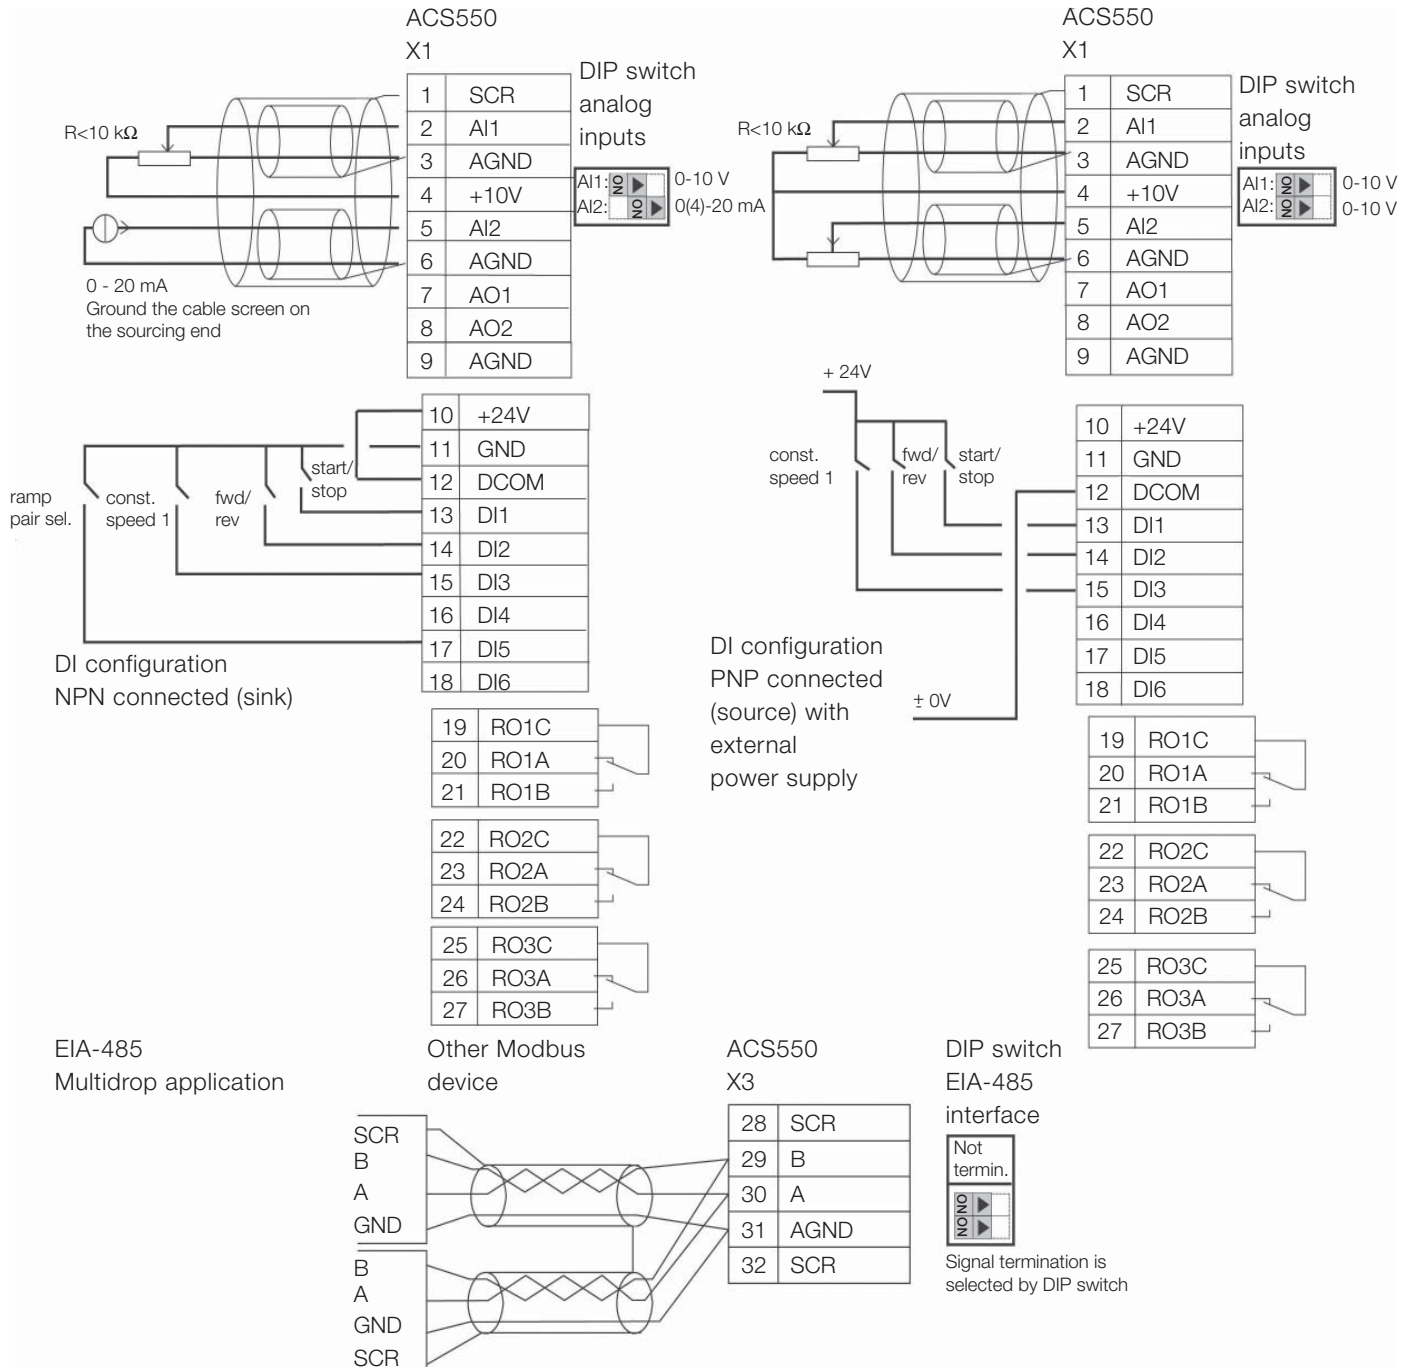 ACS550
X1
DIP switch
analog
inputs
R<10 kΩ
1 SCR
2 AI1
3 AGND
4 +10V
5 AI2
6 AGND
7 AO1
8 AO2
9 AGND
AI1: ON 0-10 V
AI2: ON 0(4)-20 mA
0 - 20 mA
Ground the cable screen on
the sourcing end
ACS550
X1
DIP switch
analog
inputs
R<10 kΩ
1 SCR
2 AI1
3 AGND
4 +10V
5 AI2
6 AGND
7 AO1
8 AO2
9 AGND
AI1: ON 0-10 V
AI2: ON 0-10 V
10 +24V
11 GND
12 DCOM
13 DI1
14 DI2
15 DI3
16 DI4
17 DI5
18 DI6
ramp
pair sel.
const.
speed 1
fwd/
rev
start/
stop
DI configuration
NPN connected (sink)
+ 24V
const.
speed 1
fwd/
rev
start/
stop
10 +24V
11 GND
12 DCOM
13 DI1
14 DI2
15 DI3
16 DI4
17 DI5
18 DI6
DI configuration
PNP connected
(source) with
external
power supply
± 0V
19 RO1C
20 RO1A
21 RO1B
22 RO2C
23 RO2A
24 RO2B
25 RO3C
26 RO3A
27 RO3B
19 RO1C
20 RO1A
21 RO1B
22 RO2C
23 RO2A
24 RO2B
25 RO3C
26 RO3A
27 RO3B
EIA-485
Multidrop application
Other Modbus
device
SCR
B
A
GND
B
A
GND
SCR
ACS550
X3
28 SCR
29 B
30 A
31 AGND
32 SCR
DIP switch
EIA-485
interface
Not
termin.
ON
ON
Signal termination is
selected by DIP switch